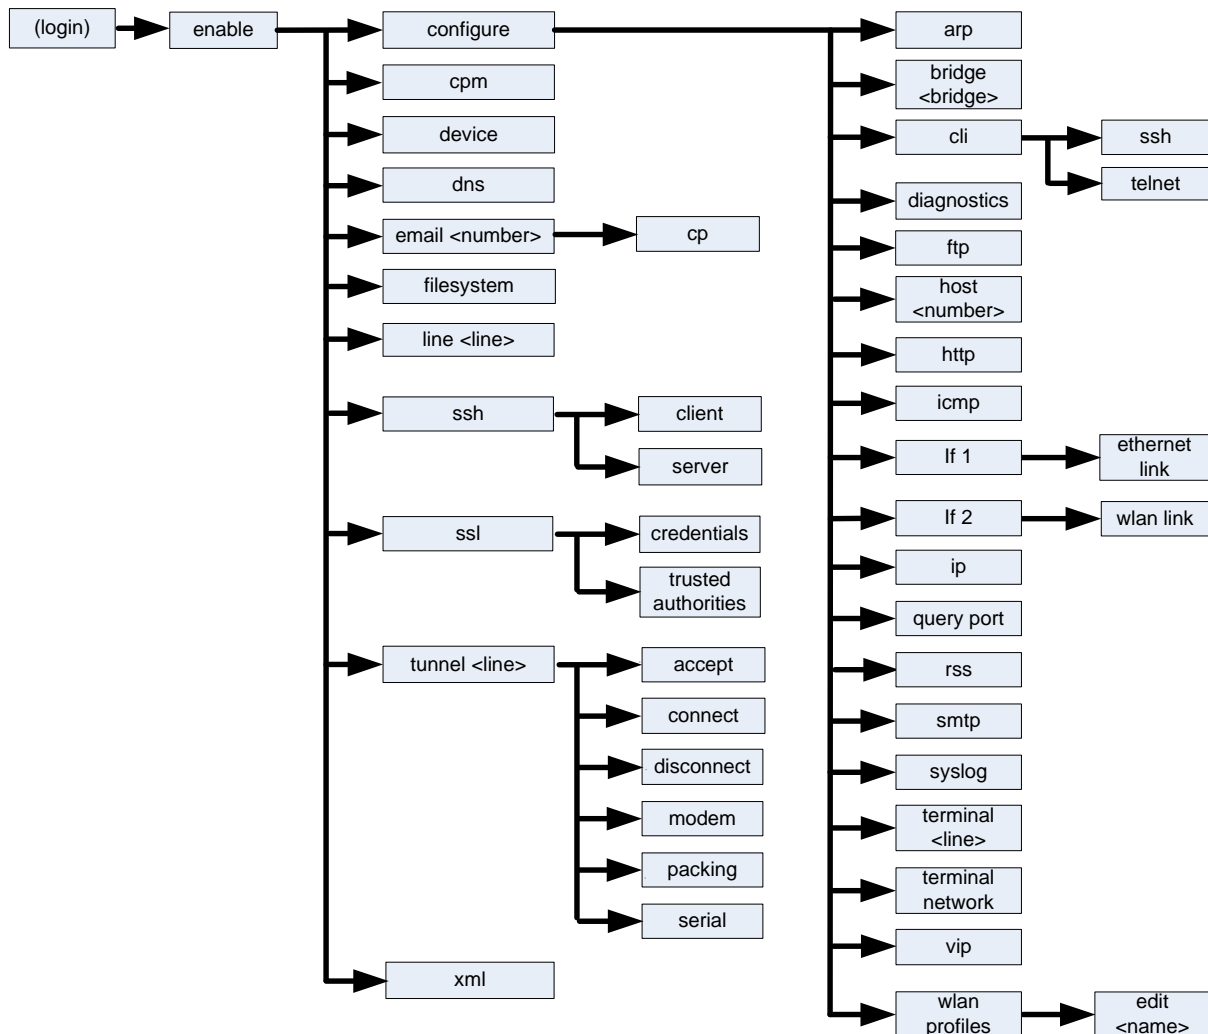 (login)
enable
configure
cpm
device
dns
email <number>
cp
filesystem
line <line>
ssh
client
server
ssl
credentials
trusted
authorities
tunnel <line>
accept
connect
disconnect
modem
packing
serial
xml
arp
bridge
<bridge>
cli
ssh
telnet
diagnostics
ftp
host
<number>
http
icmp
If 1
ethernet
link
If 2
wlan link
ip
query port
rss
smtp
syslog
terminal
<line>
terminal
network
vip
wlan
profiles
edit
<name>